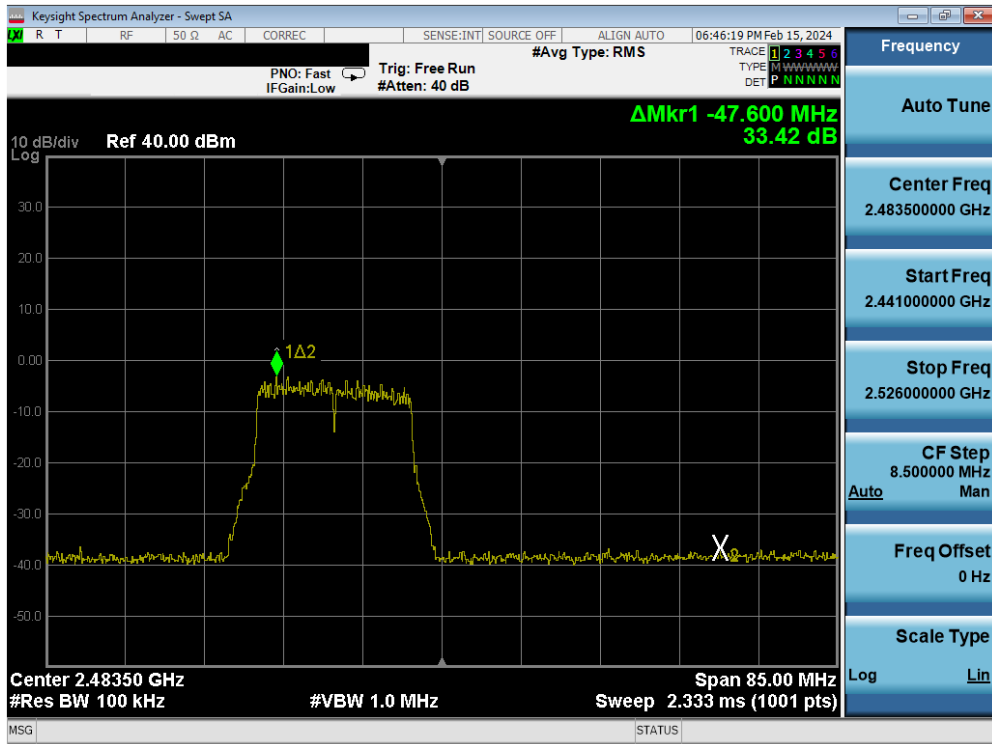 Keysight Spectrum Analyzer - Swept SA
LXI R T RF 50 Ω AC CORREC SENSE:INT SOURCE OFF ALIGN AUTO 06:46:19 PM Feb 15, 2024
#Avg Type: RMS
TRACE 1 2 3 4 5 6
PNO: Fast Trig: Free Run TYPE M WWWWW
IFGain:Low #Atten: 40 dB DET P N N N N N
ΔMkr1 -47.600 MHz
33.42 dB
10 dB/div Ref 40.00 dBm
Log
30.0
20.0
10.0
0.00
1Δ2
-10.0
-20.0
-30.0
2
-40.0
-50.0
Center 2.48350 GHz Span 85.00 MHz
#Res BW 100 kHz #VBW 1.0 MHz Sweep 2.333 ms (1001 pts)
MSG STATUS
Frequency
Auto Tune
Center Freq
2.483500000 GHz
Start Freq
2.441000000 GHz
Stop Freq
2.526000000 GHz
CF Step
8.500000 MHz
Auto Man
Freq Offset
0 Hz
Scale Type
Log Lin